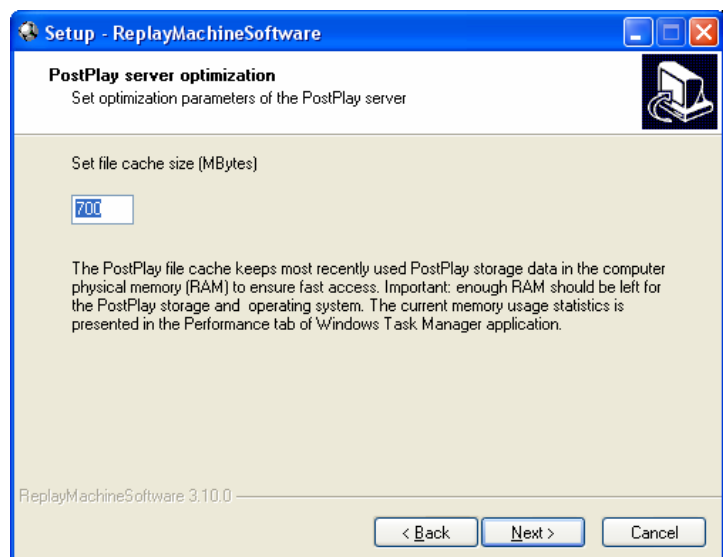 Setup - ReplayMachineSoftware
PostPlay server optimization
Set optimization parameters of the PostPlay server
Set file cache size (MBytes)
700
The PostPlay file cache keeps most recently used PostPlay storage data in the computer
physical memory (RAM) to ensure fast access. Important: enough RAM should be left for
the PostPlay storage and  operating system. The current memory usage statistics is
presented in the Performance tab of Windows Task Manager application.
ReplayMachineSoftware 3.10.0
< Back
Next >
Cancel